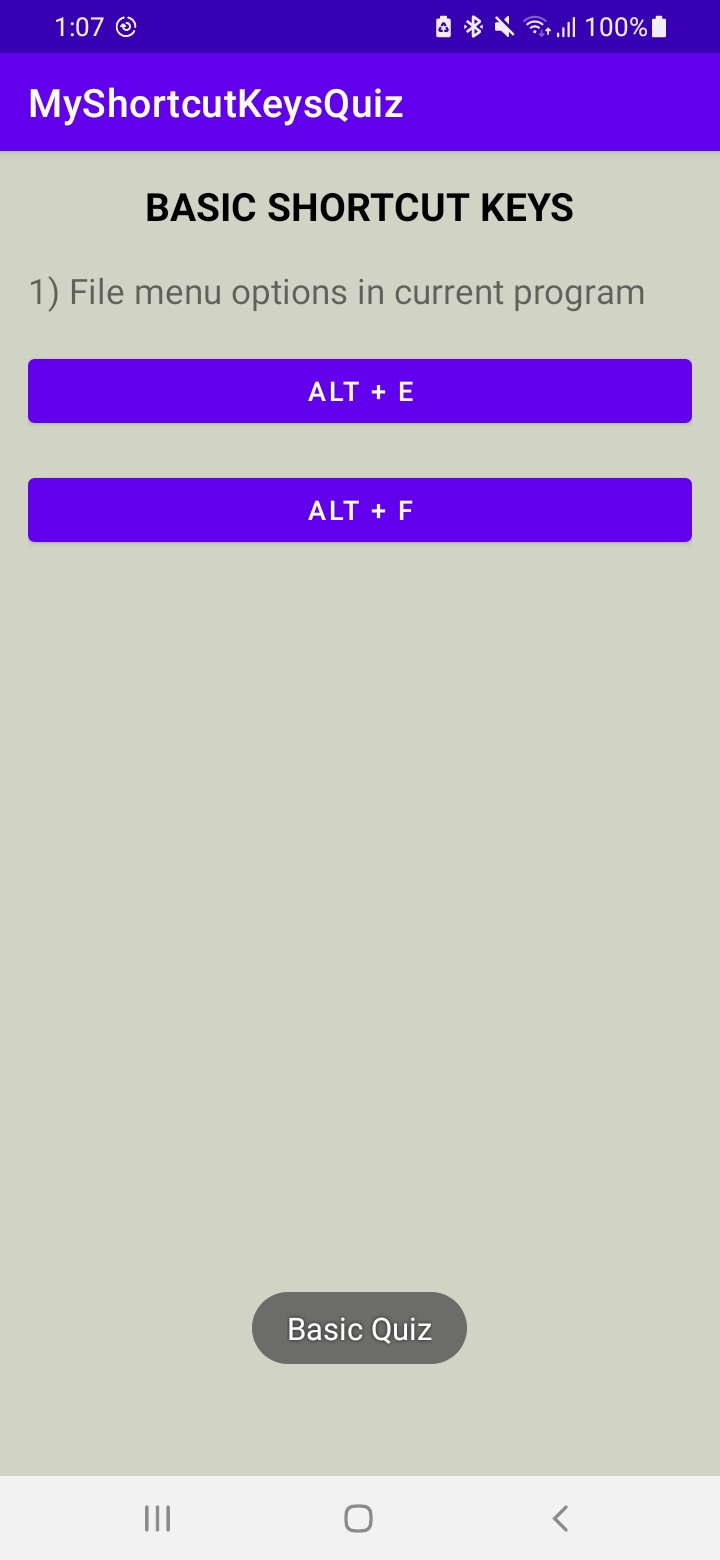 1:07 100%
MyShortcutKeysQuiz
BASIC SHORTCUT KEYS
1) File menu options in current program
ALT + E
ALT + F
Basic Quiz